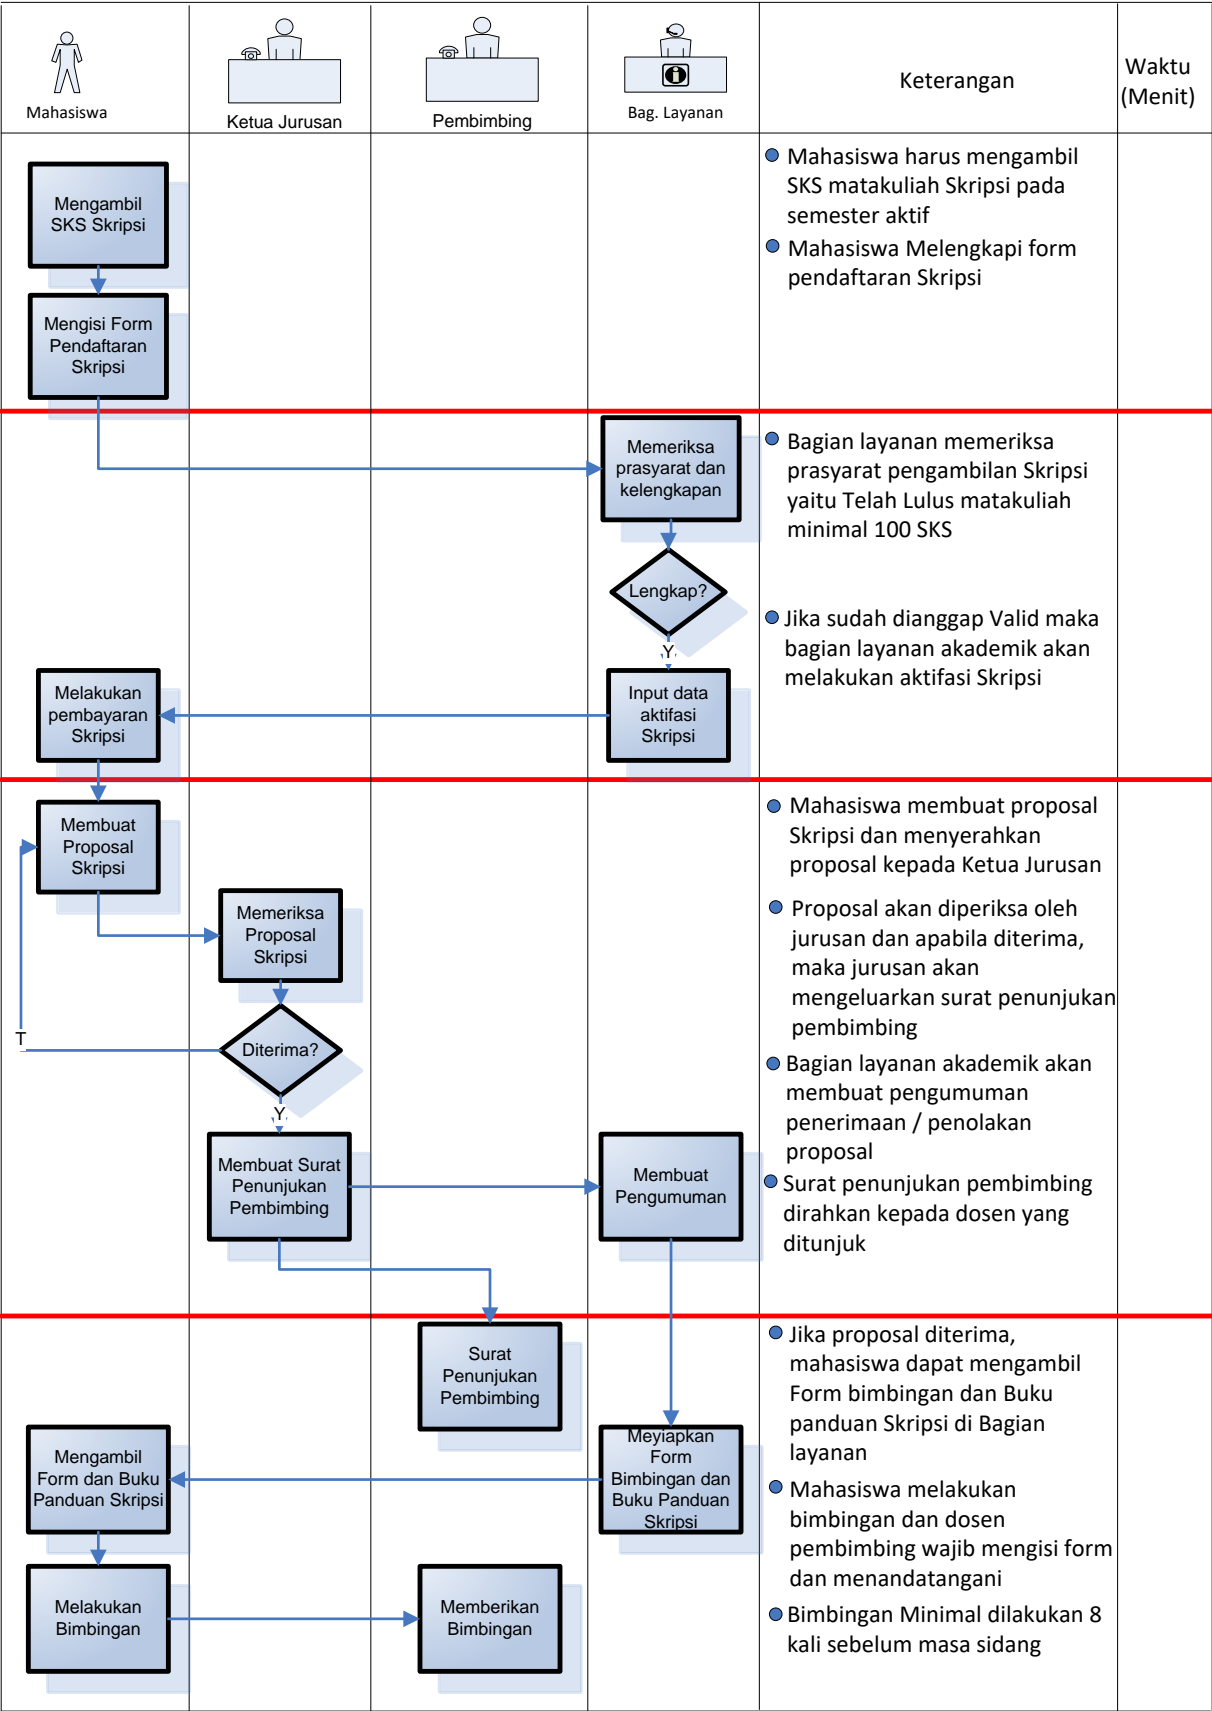 Mahasiswa
Ketua Jurusan
Pembimbing
Bag. Layanan
Keterangan
Waktu
(Menit)
Mengambil
SKS Skripsi
Mengisi Form
Pendaftaran
Skripsi
Mahasiswa harus mengambil
SKS matakuliah Skripsi pada
semester aktif
Mahasiswa Melengkapi form
pendaftaran Skripsi
Memeriksa
prasyarat dan
kelengkapan
Lengkap?
Y
Input data
aktifasi
Skripsi
Melakukan
pembayaran
Skripsi
Bagian layanan memeriksa
prasyarat pengambilan Skripsi
yaitu Telah Lulus matakuliah
minimal 100 SKS
Jika sudah dianggap Valid maka
bagian layanan akademik akan
melakukan aktifasi Skripsi
Membuat
Proposal
Skripsi
Memeriksa
Proposal
Skripsi
Diterima?
T
Y
Membuat Surat
Penunjukan
Pembimbing
Membuat
Pengumuman
Mahasiswa membuat proposal
Skripsi dan menyerahkan
proposal kepada Ketua Jurusan
Proposal akan diperiksa oleh
jurusan dan apabila diterima,
maka jurusan akan
mengeluarkan surat penunjukan
pembimbing
Bagian layanan akademik akan
membuat pengumuman
penerimaan / penolakan
proposal
Surat penunjukan pembimbing
dirahkan kepada dosen yang
ditunjuk
Surat
Penunjukan
Pembimbing
Meyiapkan
Form
Bimbingan dan
Buku Panduan
Skripsi
Mengambil
Form dan Buku
Panduan Skripsi
Melakukan
Bimbingan
Memberikan
Bimbingan
Jika proposal diterima,
mahasiswa dapat mengambil
Form bimbingan dan Buku
panduan Skripsi di Bagian
layanan
Mahasiswa melakukan
bimbingan dan dosen
pembimbing wajib mengisi form
dan menandatangani
Bimbingan Minimal dilakukan 8
kali sebelum masa sidang